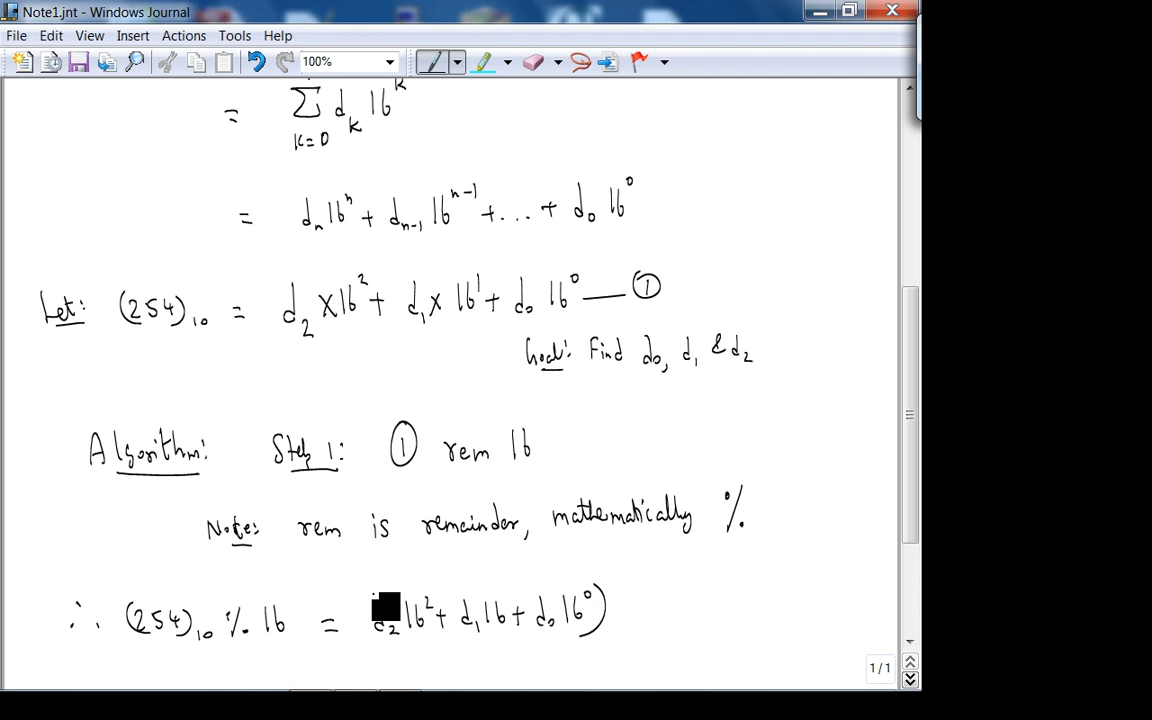 Note1.jnt - Windows Journal
File Edit View Insert Actions Tools Help
100%
= Σ d_k 16^k
k=0
= d_n 16^n + d_{n-1} 16^{n-1} + ... + d_0 16^0
Let: (254)_10 = d_2 × 16^2 + d_1 × 16^1 + d_0 16^0 — ①
Goal: Find d_0, d_1 & d_2
Algorithm: Step 1: ① rem 16
Note: rem is remainder, mathematically %
∴ (254)_10 % 16 = d_2 16^2 + d_1 16 + d_0 16^0)
1/1